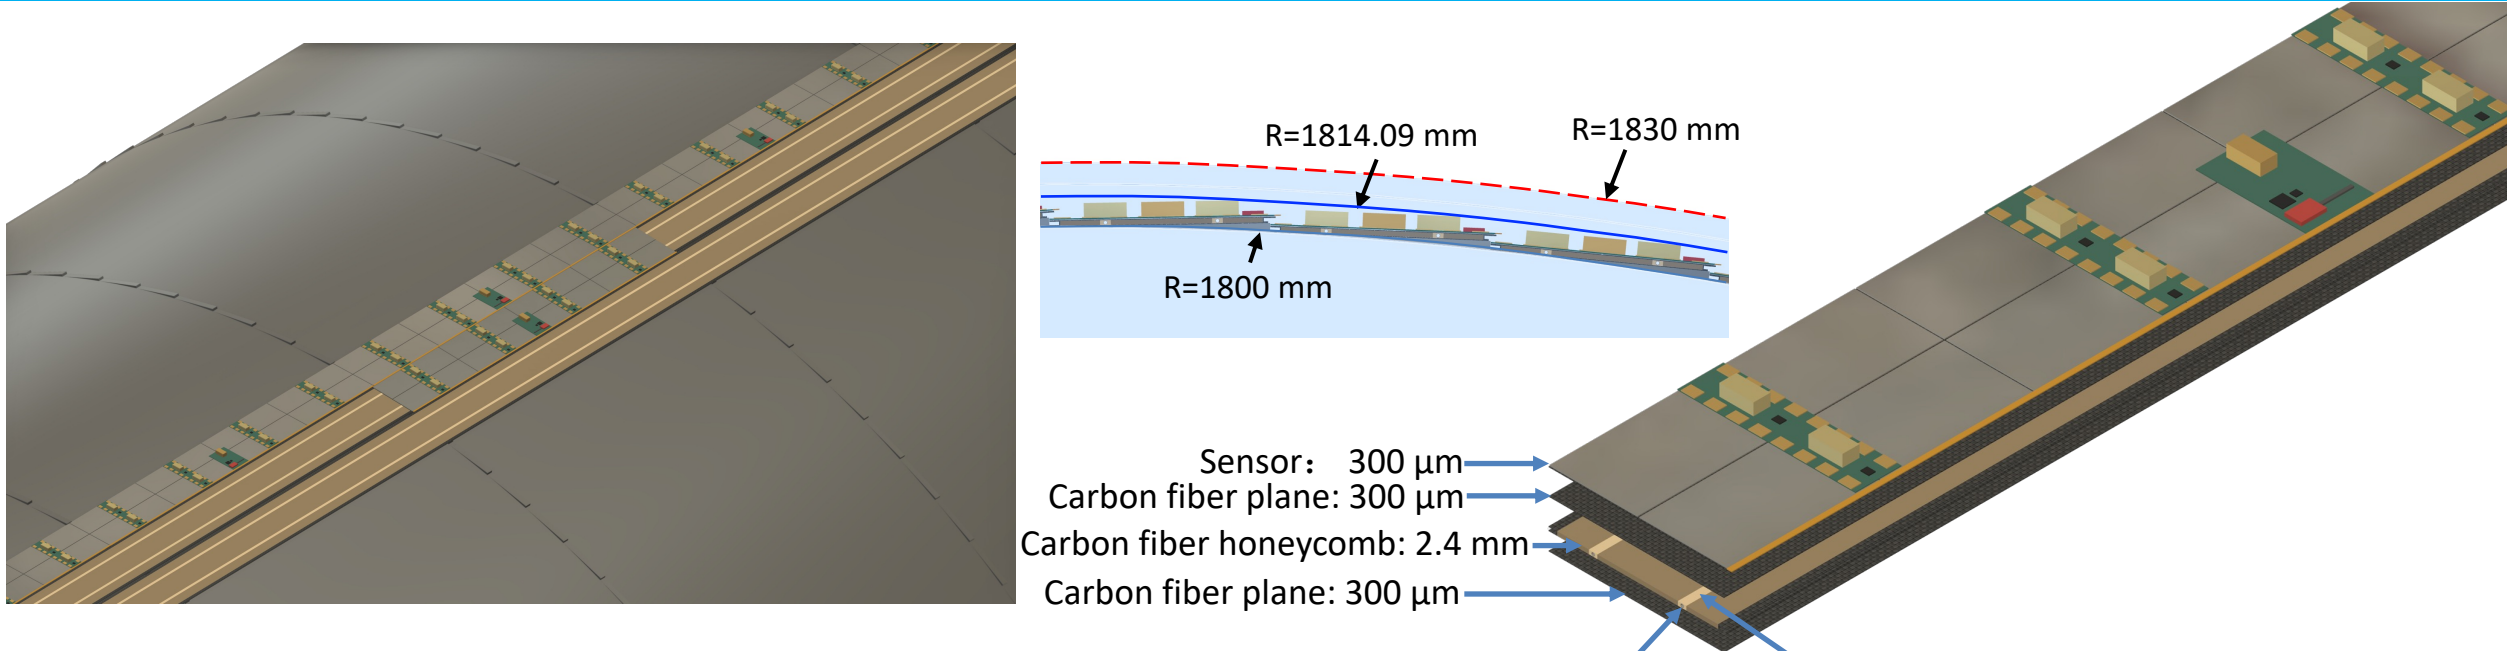 R=1814.09 mm
R=1830 mm
R=1800 mm
Sensor： 300 µm
Carbon fiber plane: 300 µm
Carbon fiber honeycomb: 2.4 mm
Carbon fiber plane: 300 µm